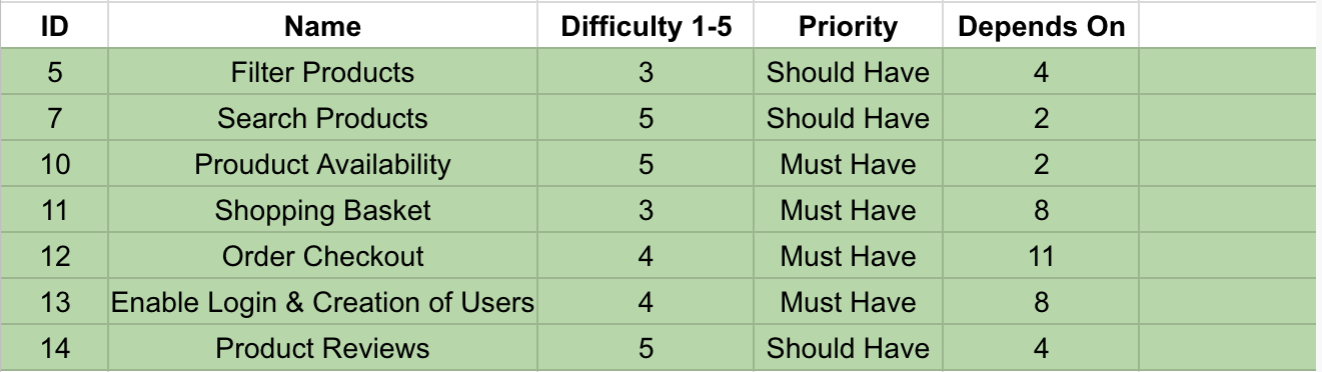 ID Name Difficulty 1-5 Priority Depends On
5 Filter Products 3 Should Have 4
7 Search Products 5 Should Have 2
10 Prouduct Availability 5 Must Have 2
11 Shopping Basket 3 Must Have 8
12 Order Checkout 4 Must Have 11
13 Enable Login & Creation of Users 4 Must Have 8
14 Product Reviews 5 Should Have 4